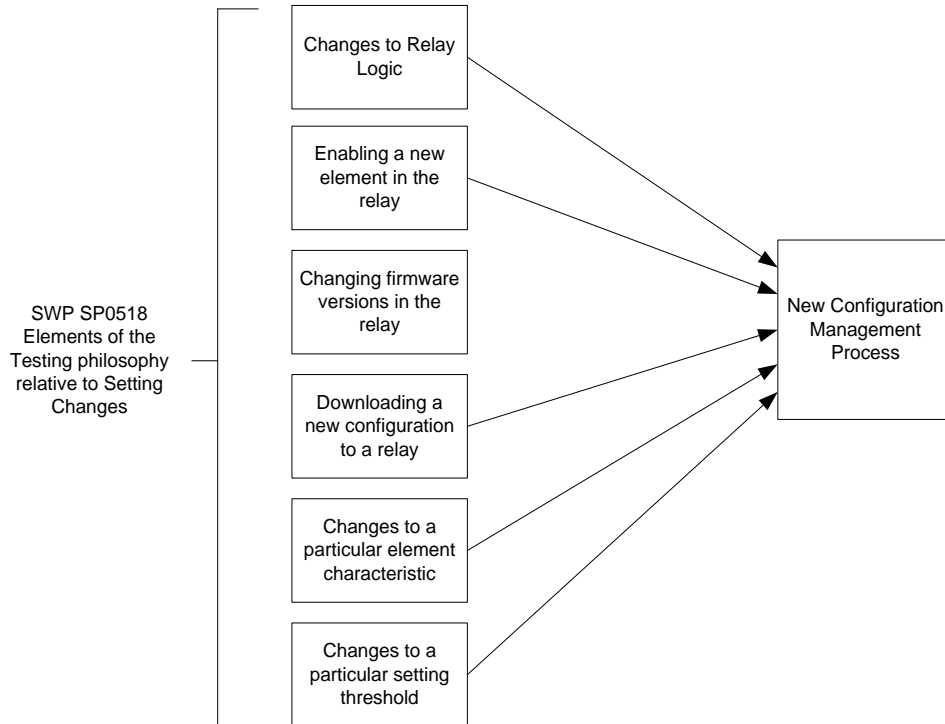 SWP SP0518
Elements of the
Testing philosophy
relative to Setting
Changes
Changes to Relay
Logic
Enabling a new
element in the
relay
Changing firmware
versions in the
relay
Downloading a
new configuration
to a relay
Changes to a
particular element
characteristic
Changes to a
particular setting
threshold
New Configuration
Management
Process